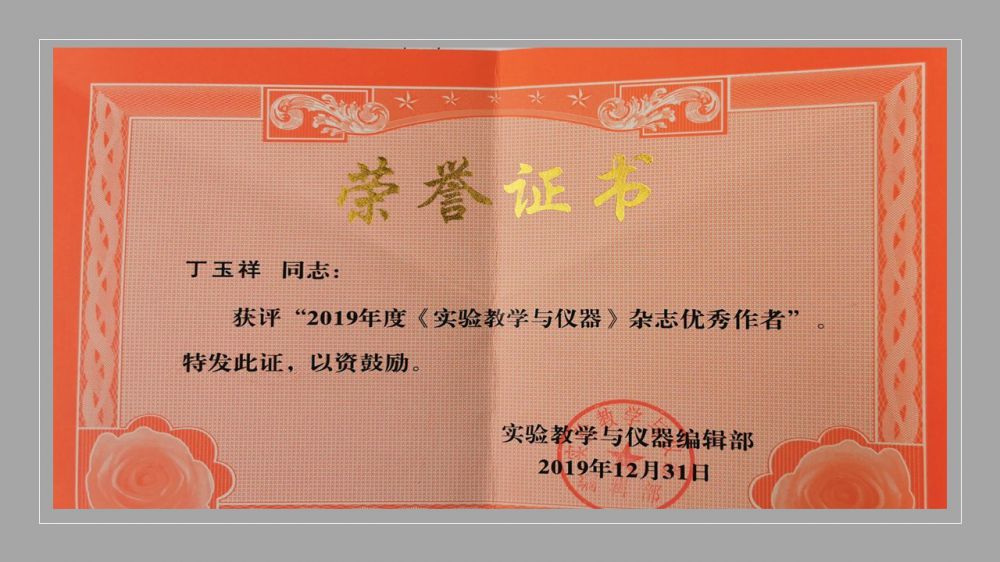 荣誉证书
丁玉祥 同志：
获评“2019年度《实验教学与仪器》杂志优秀作者”。
特发此证，以资鼓励。
实验教学与仪器编辑部
2019年12月31日